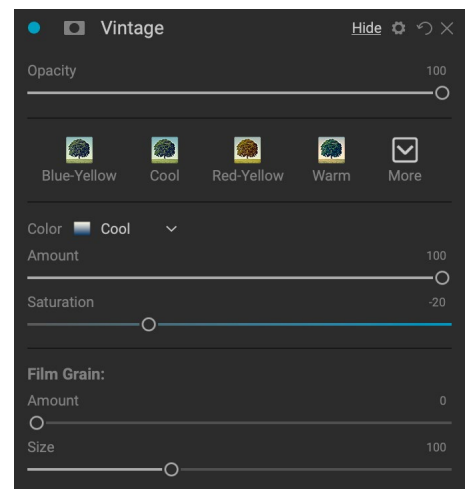 Vintage Hide
Opacity 100
Blue-Yellow Cool Red-Yellow Warm More
Color Cool
Amount 100
Saturation -20
Film Grain:
Amount 0
Size 100